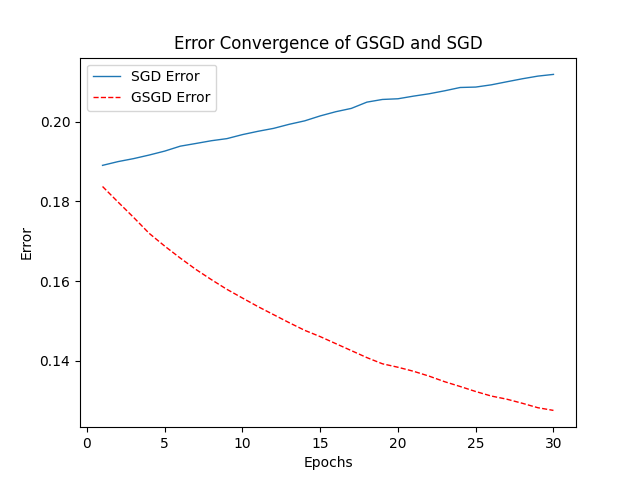 Error Convergence of GSGD and SGD
SGD Error
GSGD Error
Error
0.20
0.18
0.16
0.14
0
5
10
15
20
25
30
Epochs